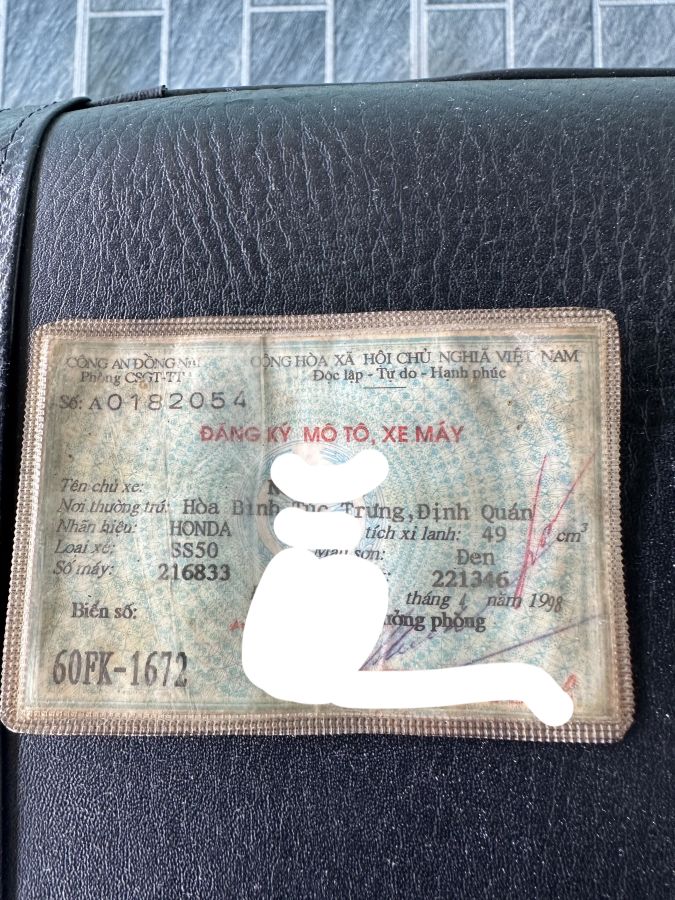 CÔNG AN ĐỒNG NAI
Phòng CSGT-TT
CỘNG HÒA XÃ HỘI CHỦ NGHĨA VIỆT NAM
Độc lập - Tự do - Hạnh phúc
Số: A0182054
ĐĂNG KÝ MÔ TÔ, XE MÁY
Tên chủ xe:
Nơi thường trú: Hòa Bình Túc Trưng, Định Quán
Nhãn hiệu: HONDA tích xi lanh: 49 cm³
Loại xe: SS50 Màu sơn: Đen
Số máy: 216833 221346
tháng năm 1998
Biển số: phòng
60FK-1672